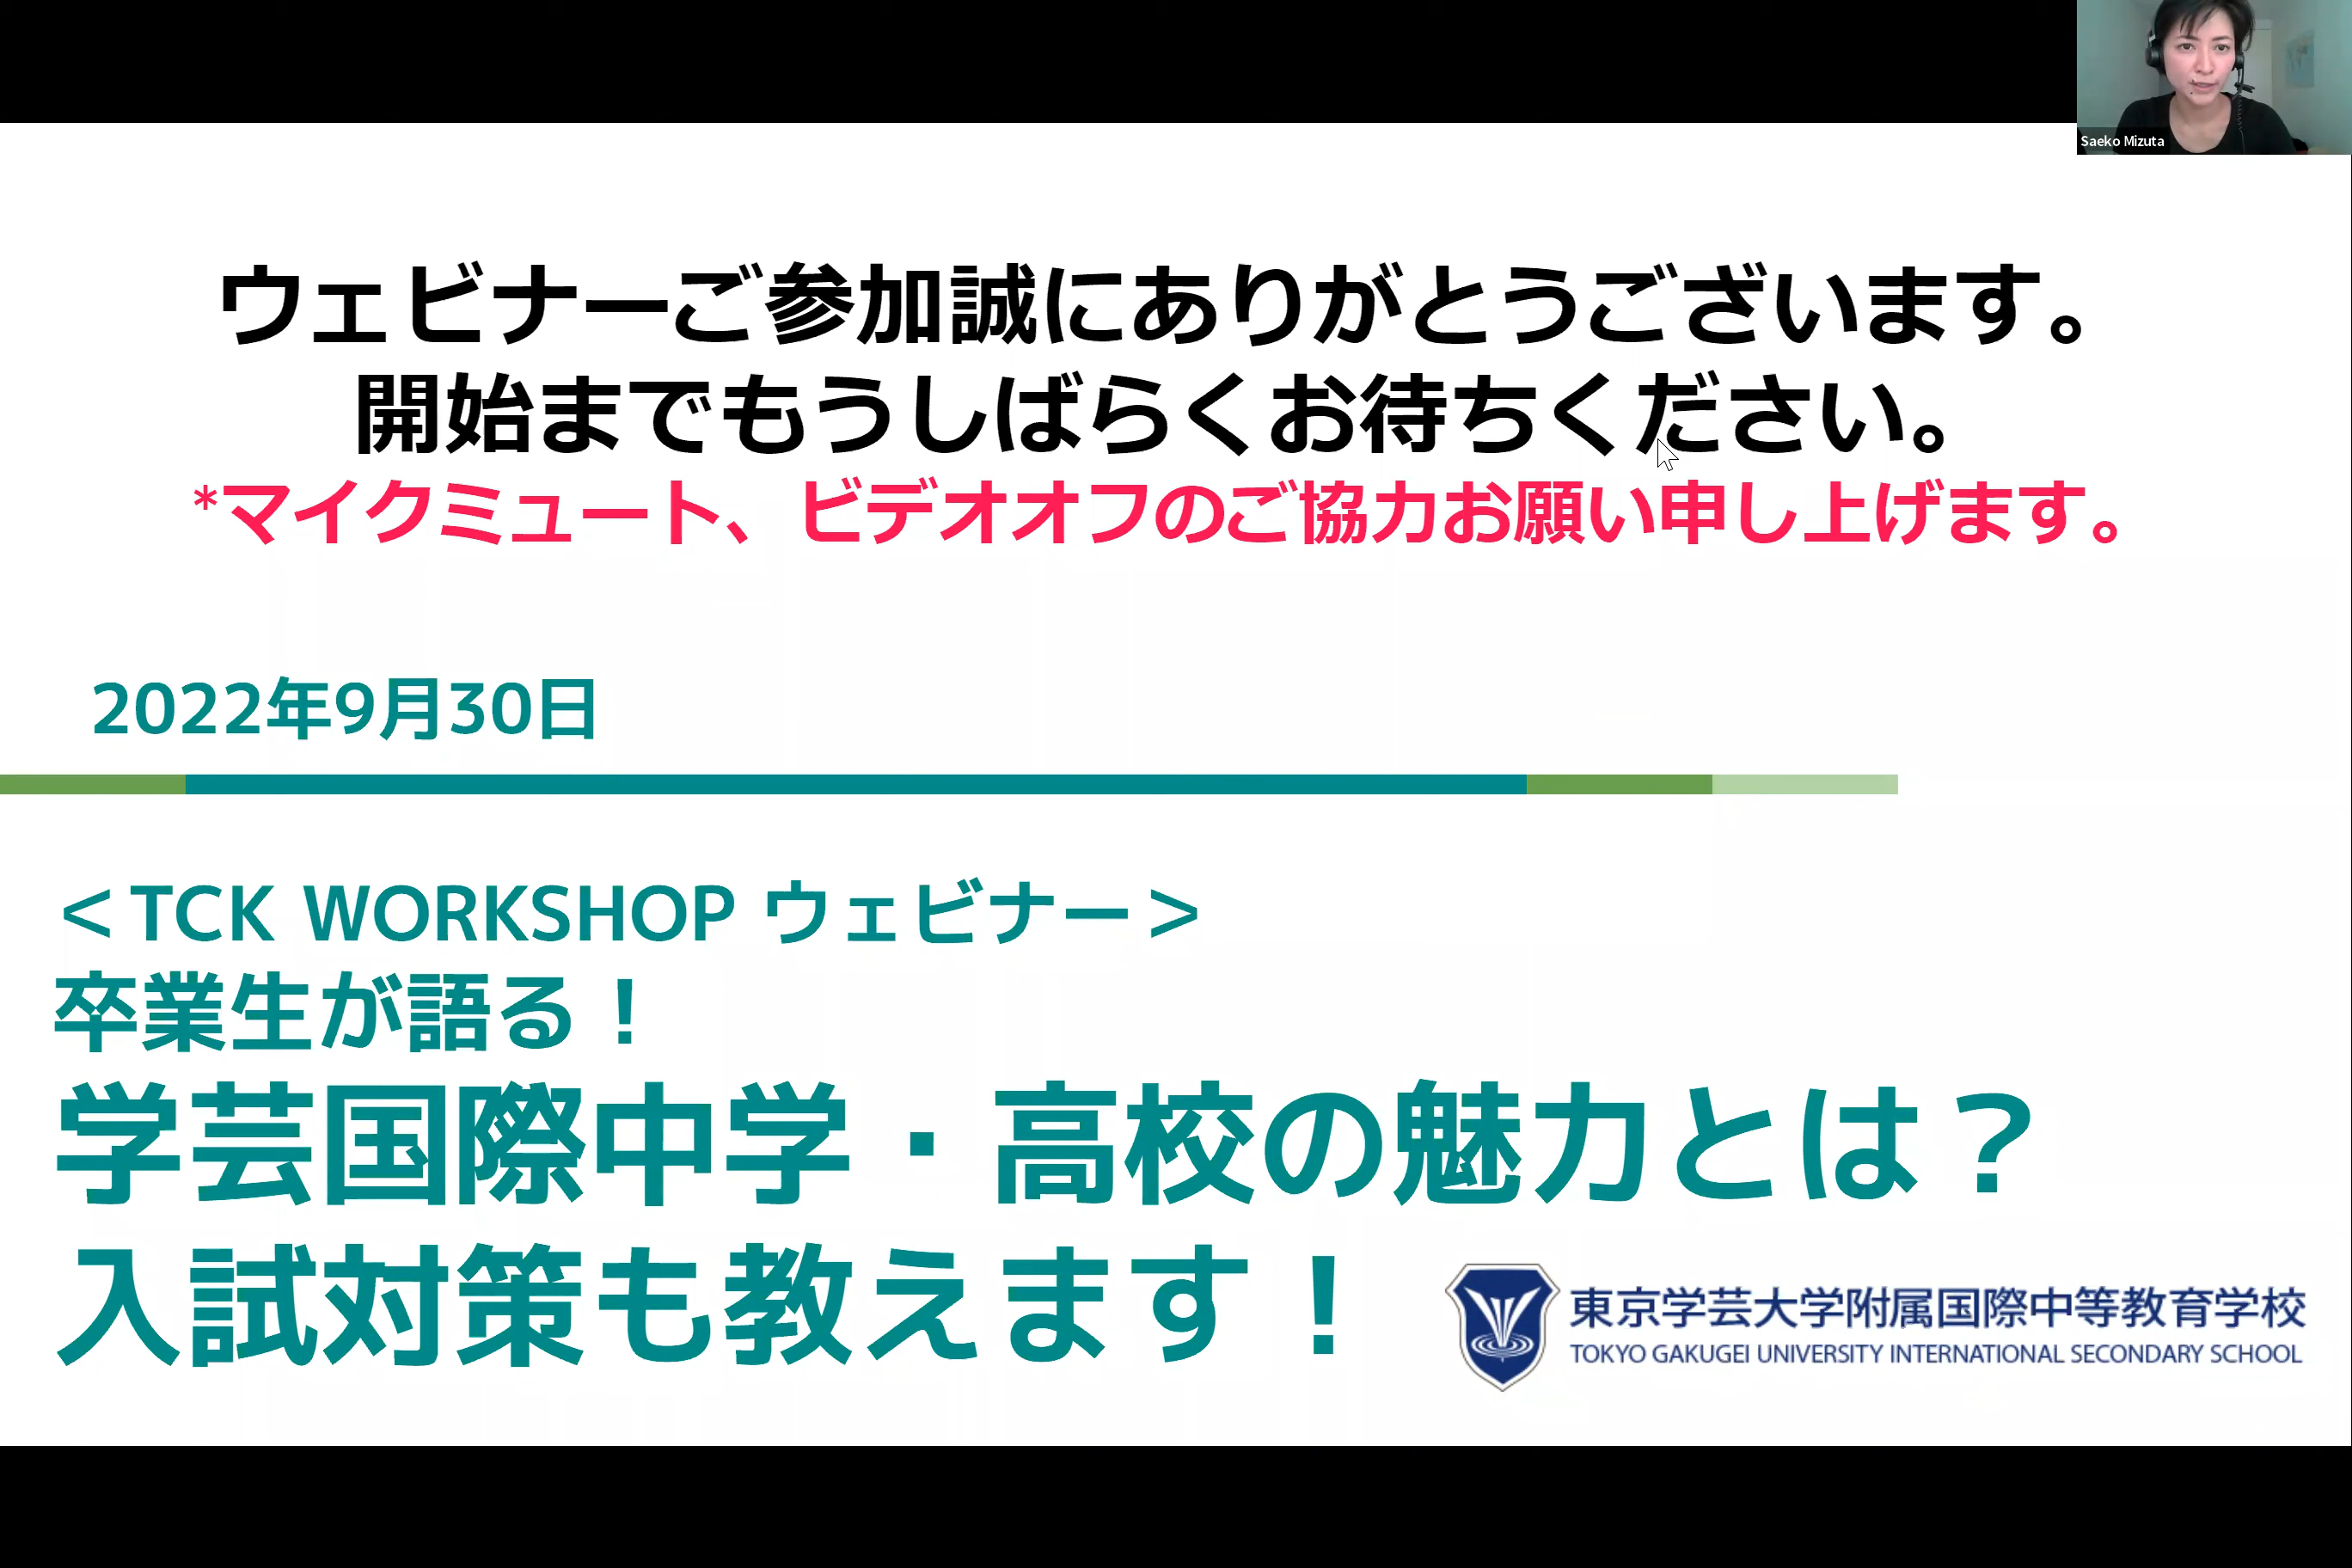 Saeko Mizuta
ウェビナーご参加誠にありがとうございます。
開始までもうしばらくお待ちください。
*マイクミュート、ビデオオフのご協力お願い申し上げます。
2022年9月30日
＜TCK WORKSHOP ウェビナー＞
卒業生が語る！
学芸国際中学・高校の魅力とは？
入試対策も教えます！
東京学芸大学附属国際中等教育学校
TOKYO GAKUGEI UNIVERSITY INTERNATIONAL SECONDARY SCHOOL